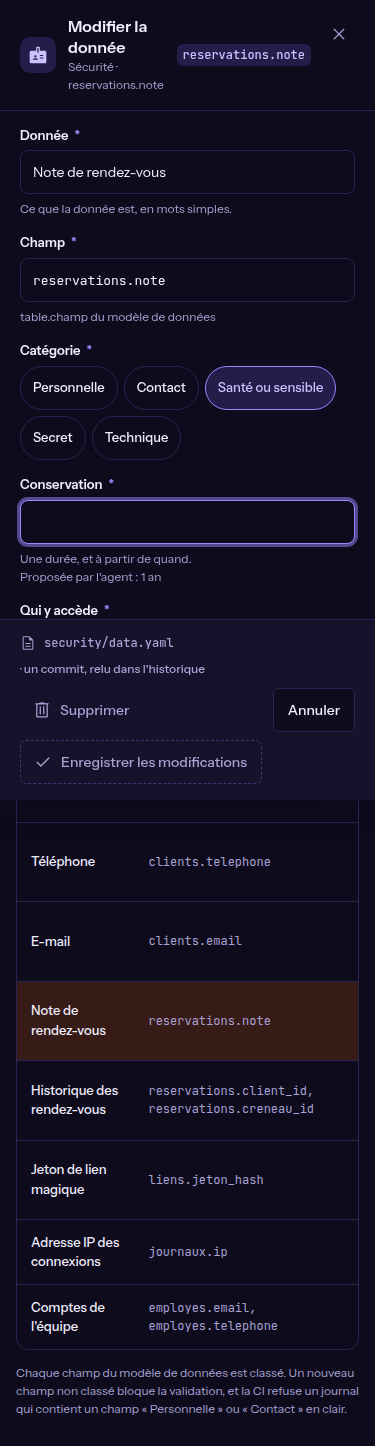 Modifier la
donnée
Sécurité ·
reservations.note
reservations.note
Donnée *
Note de rendez-vous
Ce que la donnée est, en mots simples.
Champ *
reservations.note
table.champ du modèle de données
Catégorie *
Personnelle
Contact
Santé ou sensible
Secret
Technique
Conservation *
Une durée, et à partir de quand.
Proposée par l'agent : 1 an
Qui y accède *
security/data.yaml
· un commit, relu dans l'historique
Supprimer
Annuler
Enregistrer les modifications
Téléphone
clients.telephone
E-mail
clients.email
Note de
rendez-vous
reservations.note
Historique des
rendez-vous
reservations.client_id,
reservations.creneau_id
Jeton de lien
magique
liens.jeton_hash
Adresse IP des
connexions
journaux.ip
Comptes de
l'équipe
employes.email,
employes.telephone
Chaque champ du modèle de données est classé. Un nouveau
champ non classé bloque la validation, et la CI refuse un journal
qui contient un champ « Personnelle » ou « Contact » en clair.